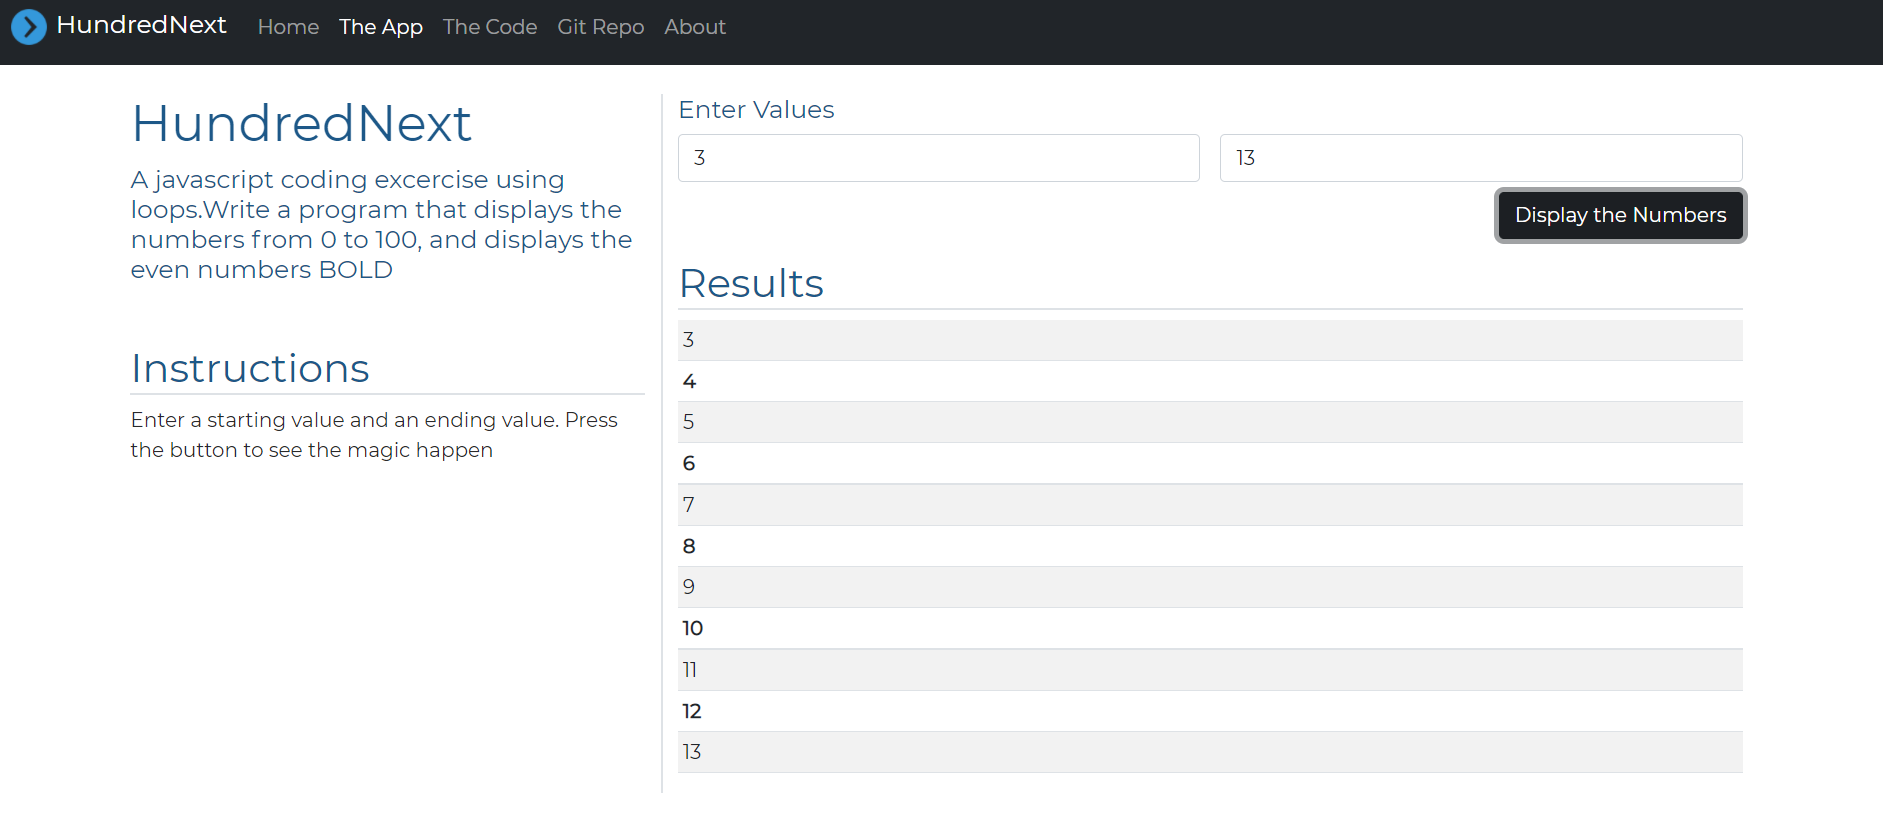 HundredNext Home The App The Code Git Repo About
HundredNext
A javascript coding excercise using
loops.Write a program that displays the
numbers from 0 to 100, and displays the
even numbers BOLD
Instructions
Enter a starting value and an ending value. Press
the button to see the magic happen
Enter Values
3 13
Display the Numbers
Results
3
4
5
6
7
8
9
10
11
12
13